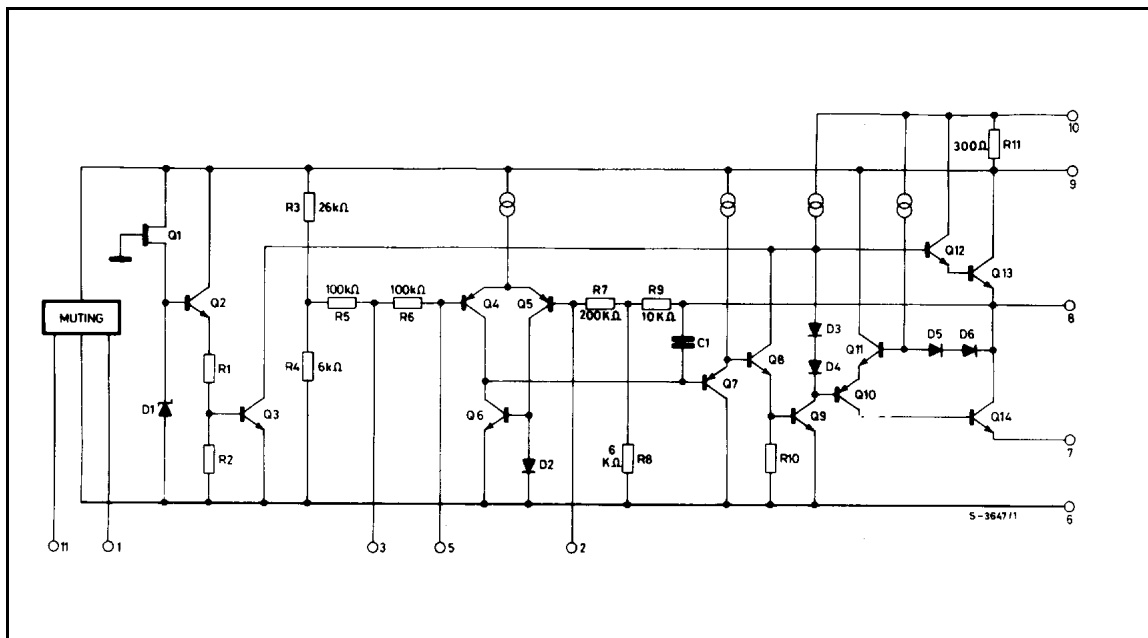 10
300Ω R11
9
R3 26kΩ
Q1
Q12
Q13
Q2
100kΩ 100kΩ
R5 R6
Q4 Q5
R7 R9
200KΩ 10KΩ
8
MUTING
C1
D3
D5 D6
Q11
Q8
D4
R1
R4 6kΩ
Q7
Q10
D1
Q3
Q6
Q9
Q14
7
R2
D2
6
KΩ R8
R10
S-3647/1
6
11 1 3 5 2